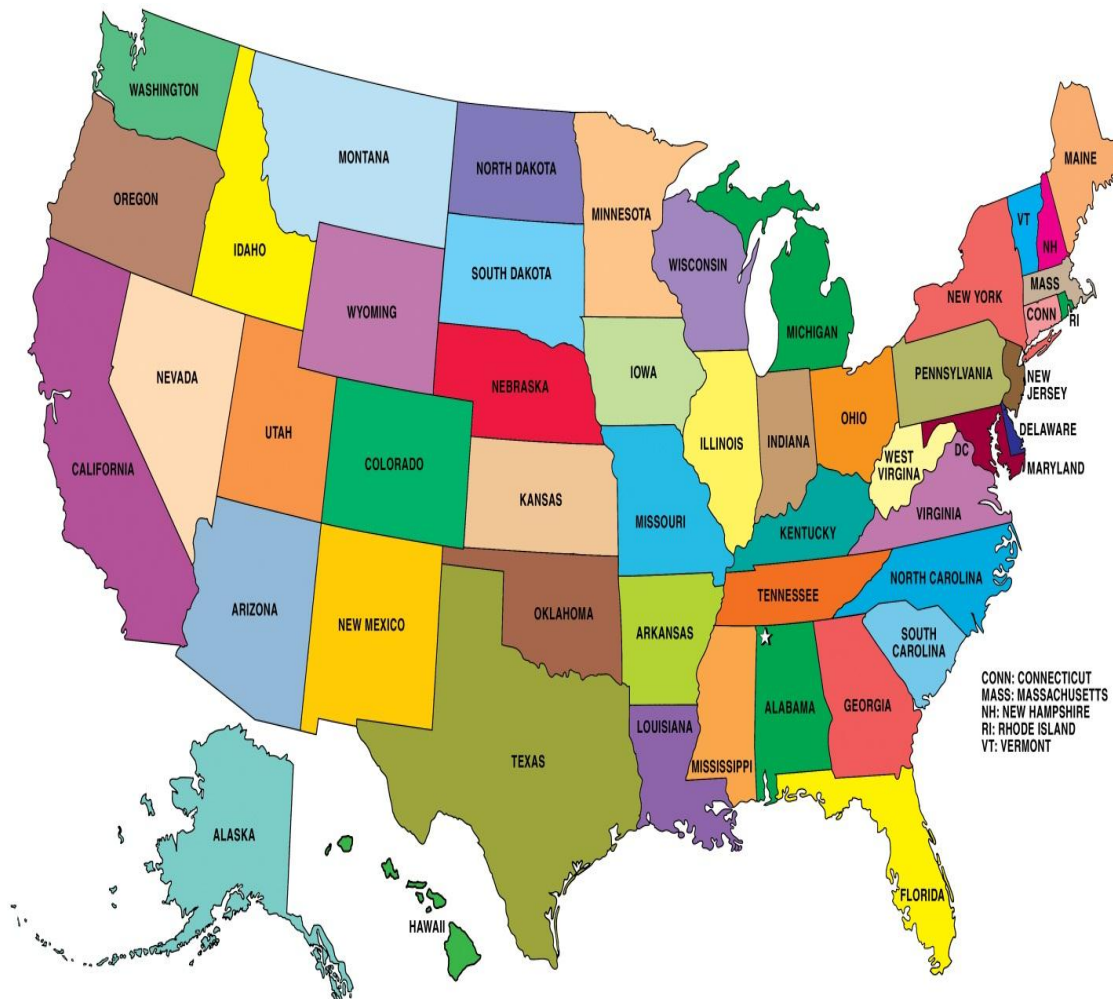 WASHINGTON
OREGON
IDAHO
MONTANA
NORTH DAKOTA
MINNESOTA
WISCONSIN
MICHIGAN
VT
NH
MAINE
MASS
CONN
RI
NEW YORK
SOUTH DAKOTA
WYOMING
NEVADA
UTAH
COLORADO
NEBRASKA
IOWA
ILLINOIS
INDIANA
OHIO
PENNSYLVANIA
NEW
JERSEY
DELAWARE
MARYLAND
DC
WEST
VIRGINA
VIRGINIA
CALIFORNIA
KANSAS
MISSOURI
KENTUCKY
ARIZONA
NEW MEXICO
OKLAHOMA
ARKANSAS
TENNESSEE
NORTH CAROLINA
SOUTH
CAROLINA
TEXAS
LOUISIANA
MISSISSIPPI
ALABAMA
GEORGIA
FLORIDA
ALASKA
HAWAII
CONN: CONNECTICUT
MASS: MASSACHUSETTS
NH: NEW HAMPSHIRE
RI: RHODE ISLAND
VT: VERMONT